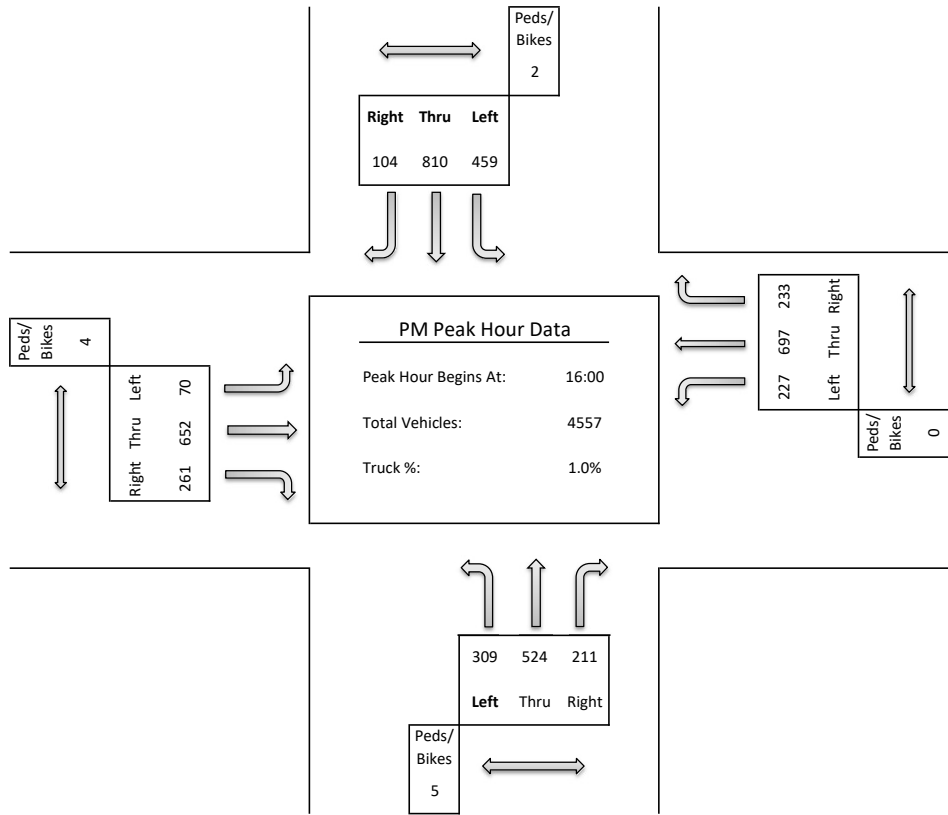 Peds/
Bikes
2
Right Thru Left
104 810 459
Peds/
Bikes
4
Left 70
Thru 652
Right 261
PM Peak Hour Data
Peak Hour Begins At: 16:00
Total Vehicles: 4557
Truck %: 1.0%
233 Right
697 Thru
227 Left
Peds/
Bikes
0
309 524 211
Left Thru Right
Peds/
Bikes
5